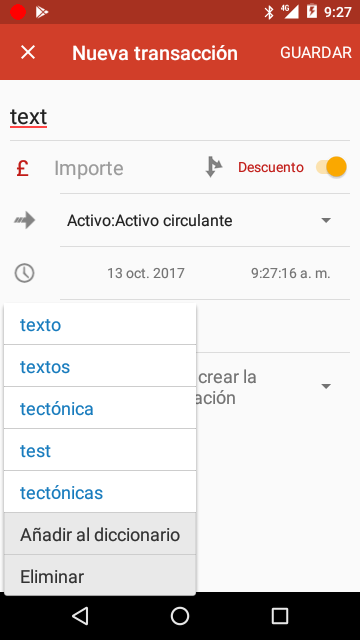 4G 9:27
Nueva transacción GUARDAR
text
£ Importe Descuento
Activo:Activo circulante
13 oct. 2017 9:27:16 a. m.
texto
textos
crear la
tectónica
ación
test
tectónicas
Añadir al diccionario
Eliminar